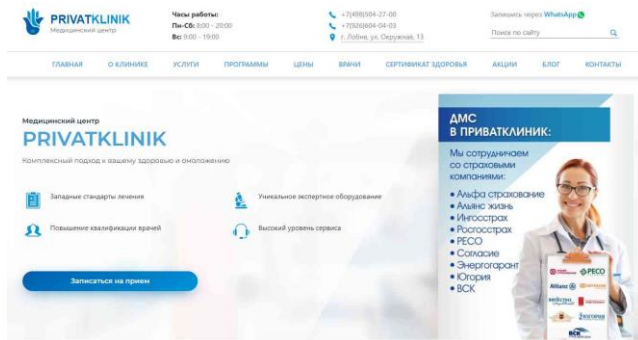 PRIVATKLINIK
Медицинский центр
Часы работы:
Пн-Сб: 8:00 - 20:00
Вс: 9:00 - 19:00
+7(498)504-27-00
+7(926)604-04-03
г. Лобня, ул. Окружная, 13
Запишись через WhatsApp
Поиск по сайту
ГЛАВНАЯ О КЛИНИКЕ УСЛУГИ ПРОГРАММЫ ЦЕНЫ ВРАЧИ СЕРТИФИКАТ ЗДОРОВЬЯ АКЦИИ БЛОГ КОНТАКТЫ
Медицинский центр
PRIVATKLINIK
Комплексный подход к вашему здоровью и омоложению
Западные стандарты лечения
Уникальное экспертное оборудование
Повышение квалификации врачей
Высокий уровень сервиса
Записаться на прием
ДМС
В ПРИВАТКЛИНИК:
Мы сотрудничаем
со страховыми
компаниями:
• Альфа страхование
• Альянс жизнь
• Ингосстрах
• Росгосстрах
• РЕСО
• Согласие
• Энергогарант
• Югория
• ВСК
РЕСО
Allianz
ЮГОРИЯ
ВСК